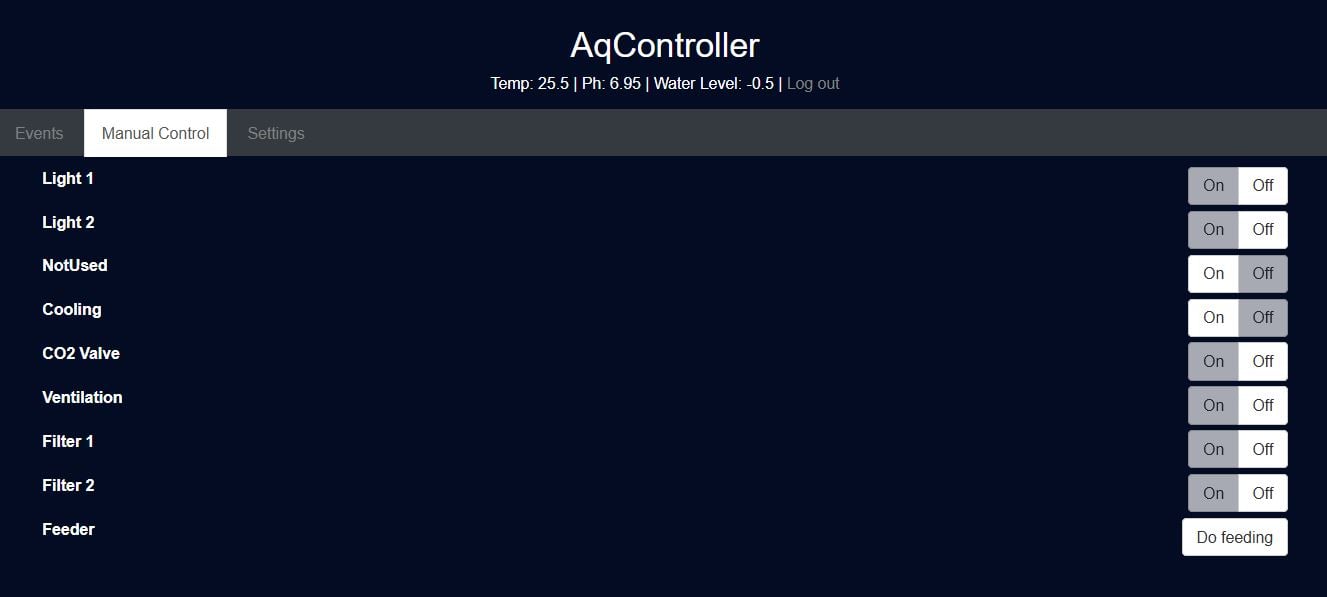 AqController
Temp: 25.5 | Ph: 6.95 | Water Level: -0.5 | Log out
Events Manual Control Settings
Light 1 On Off
Light 2 On Off
NotUsed On Off
Cooling On Off
CO2 Valve On Off
Ventilation On Off
Filter 1 On Off
Filter 2 On Off
Feeder Do feeding